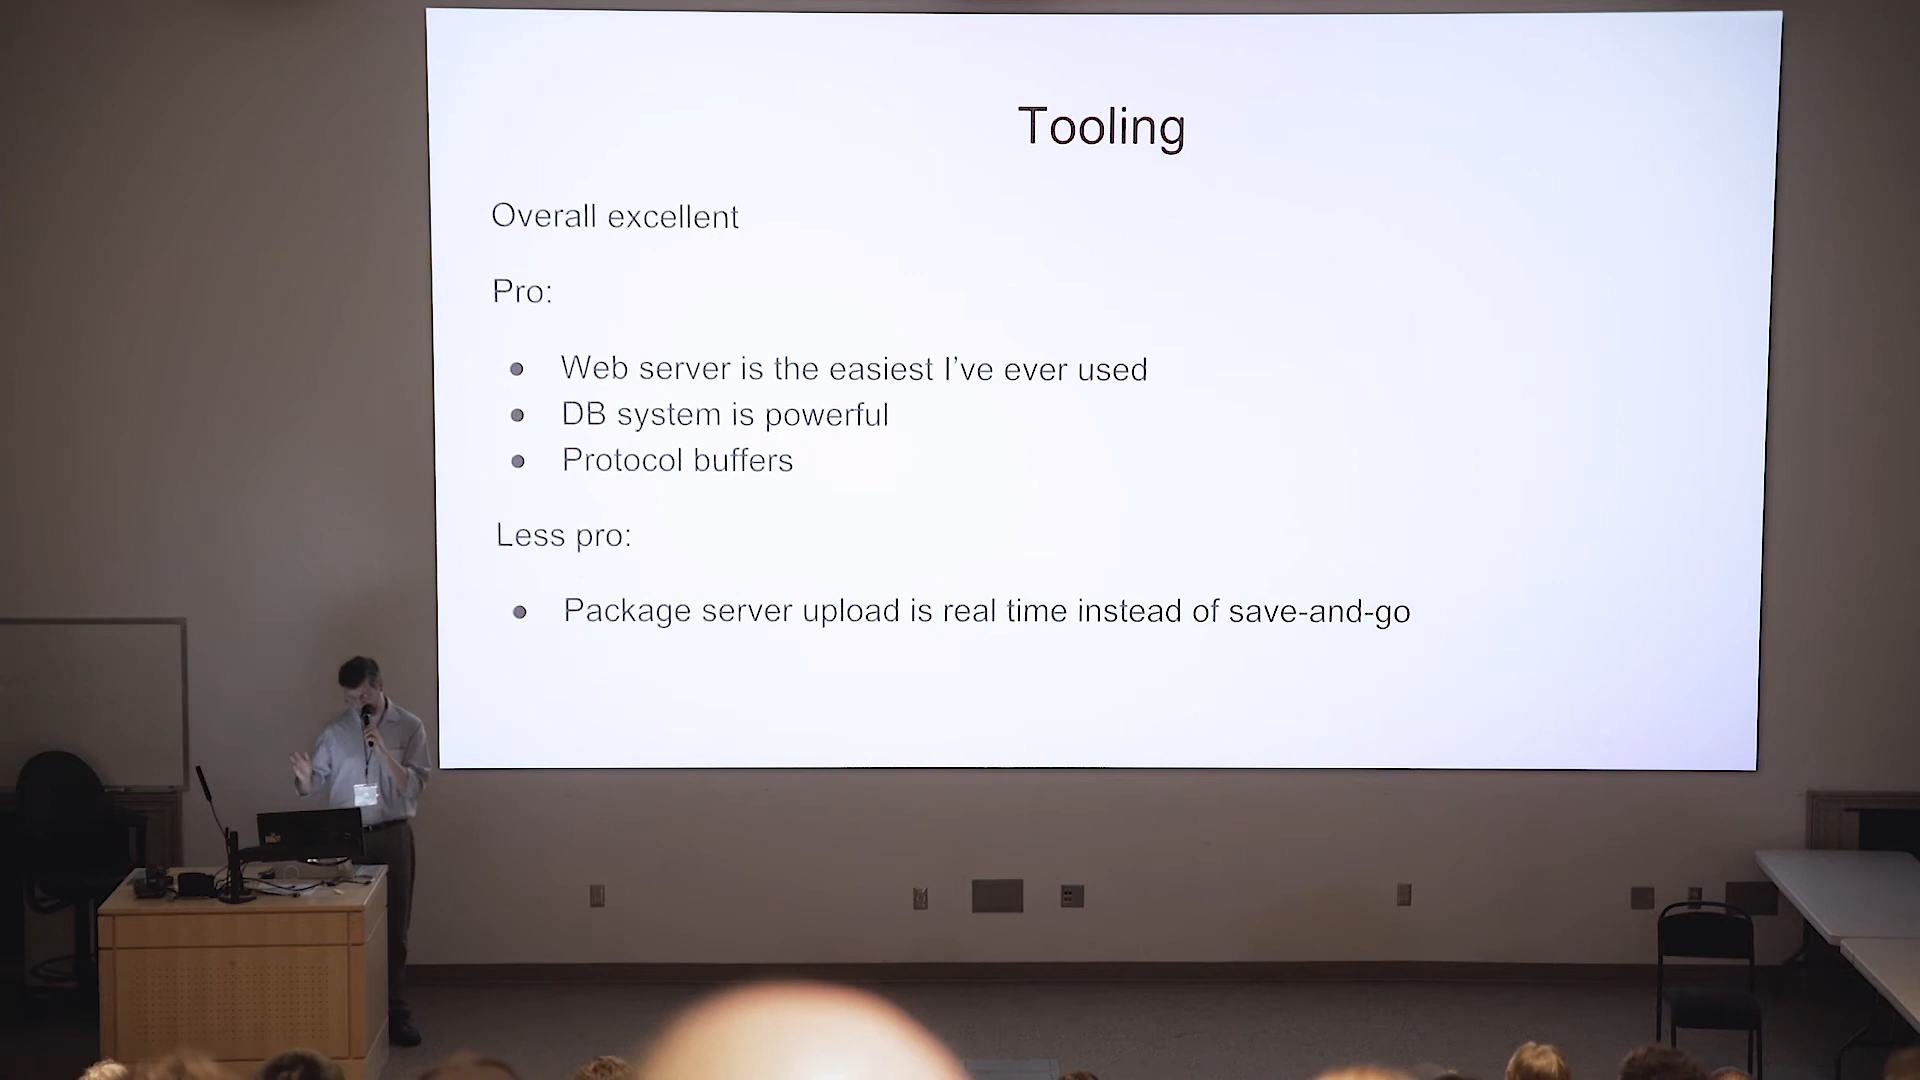 Tooling
Overall excellent
Pro:
● Web server is the easiest I’ve ever used
● DB system is powerful
● Protocol buffers
Less pro:
● Package server upload is real time instead of save-and-go